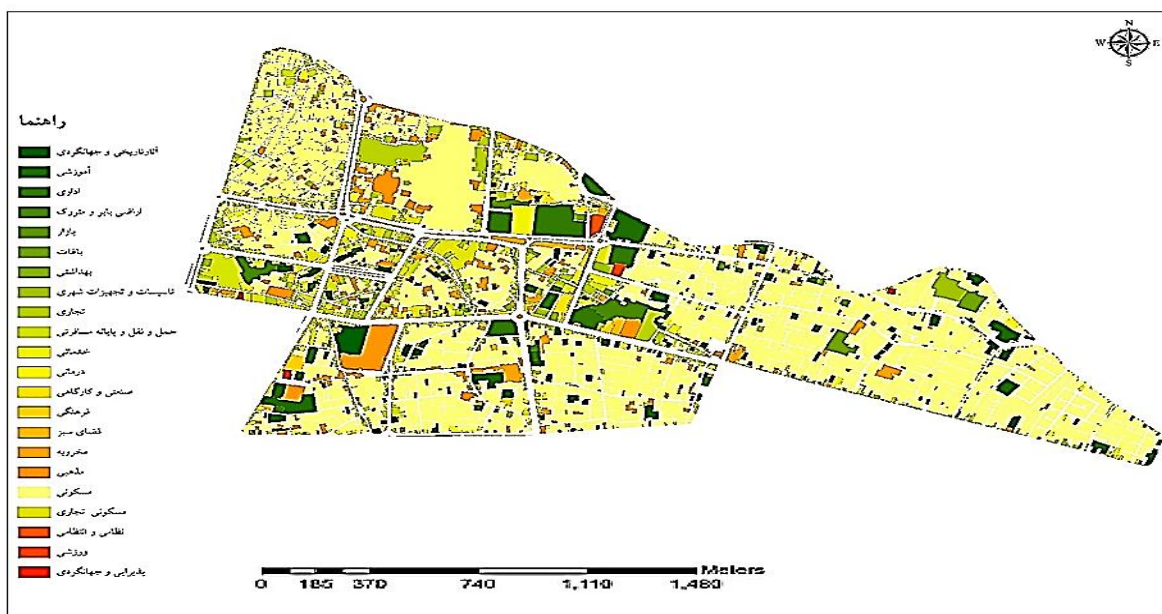 N
W E
S
راهنما
آثارتاریخی و جهانگردی
آموزشی
اداری
اراضی بایر و متروک
بازار
باغات
بهداشتی
تاسیسات و تجهیزات شهری
تجاری
حمل و نقل و پایانه مسافرتی
خدماتی
درمانی
صنعتی و کارگاهی
فرهنگی
فضای سبز
مخروبه
مذهبی
مسکونی
مسکونی تجاری
نظامی و انتظامی
ورزشی
پذیرایی و جهانگردی
Meters
0 185 370 740 1,110 1,480